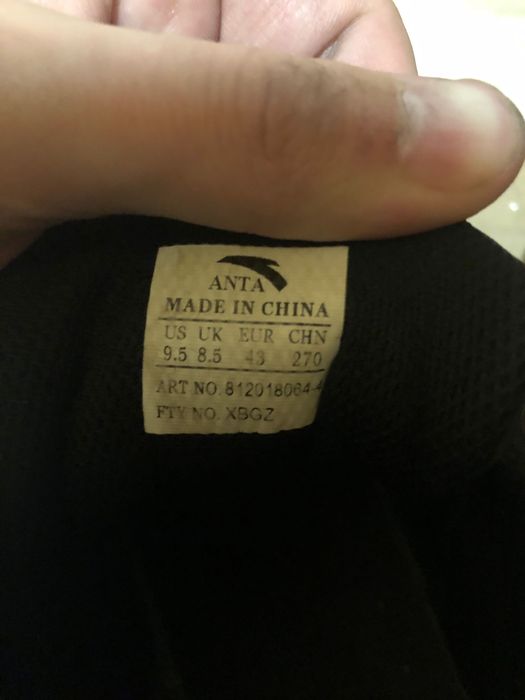 ANTA
MADE IN CHINA
US UK EUR CHN
9.5 8.5 43 270
ART NO. 812018064-4
FTY NO. XBGZ